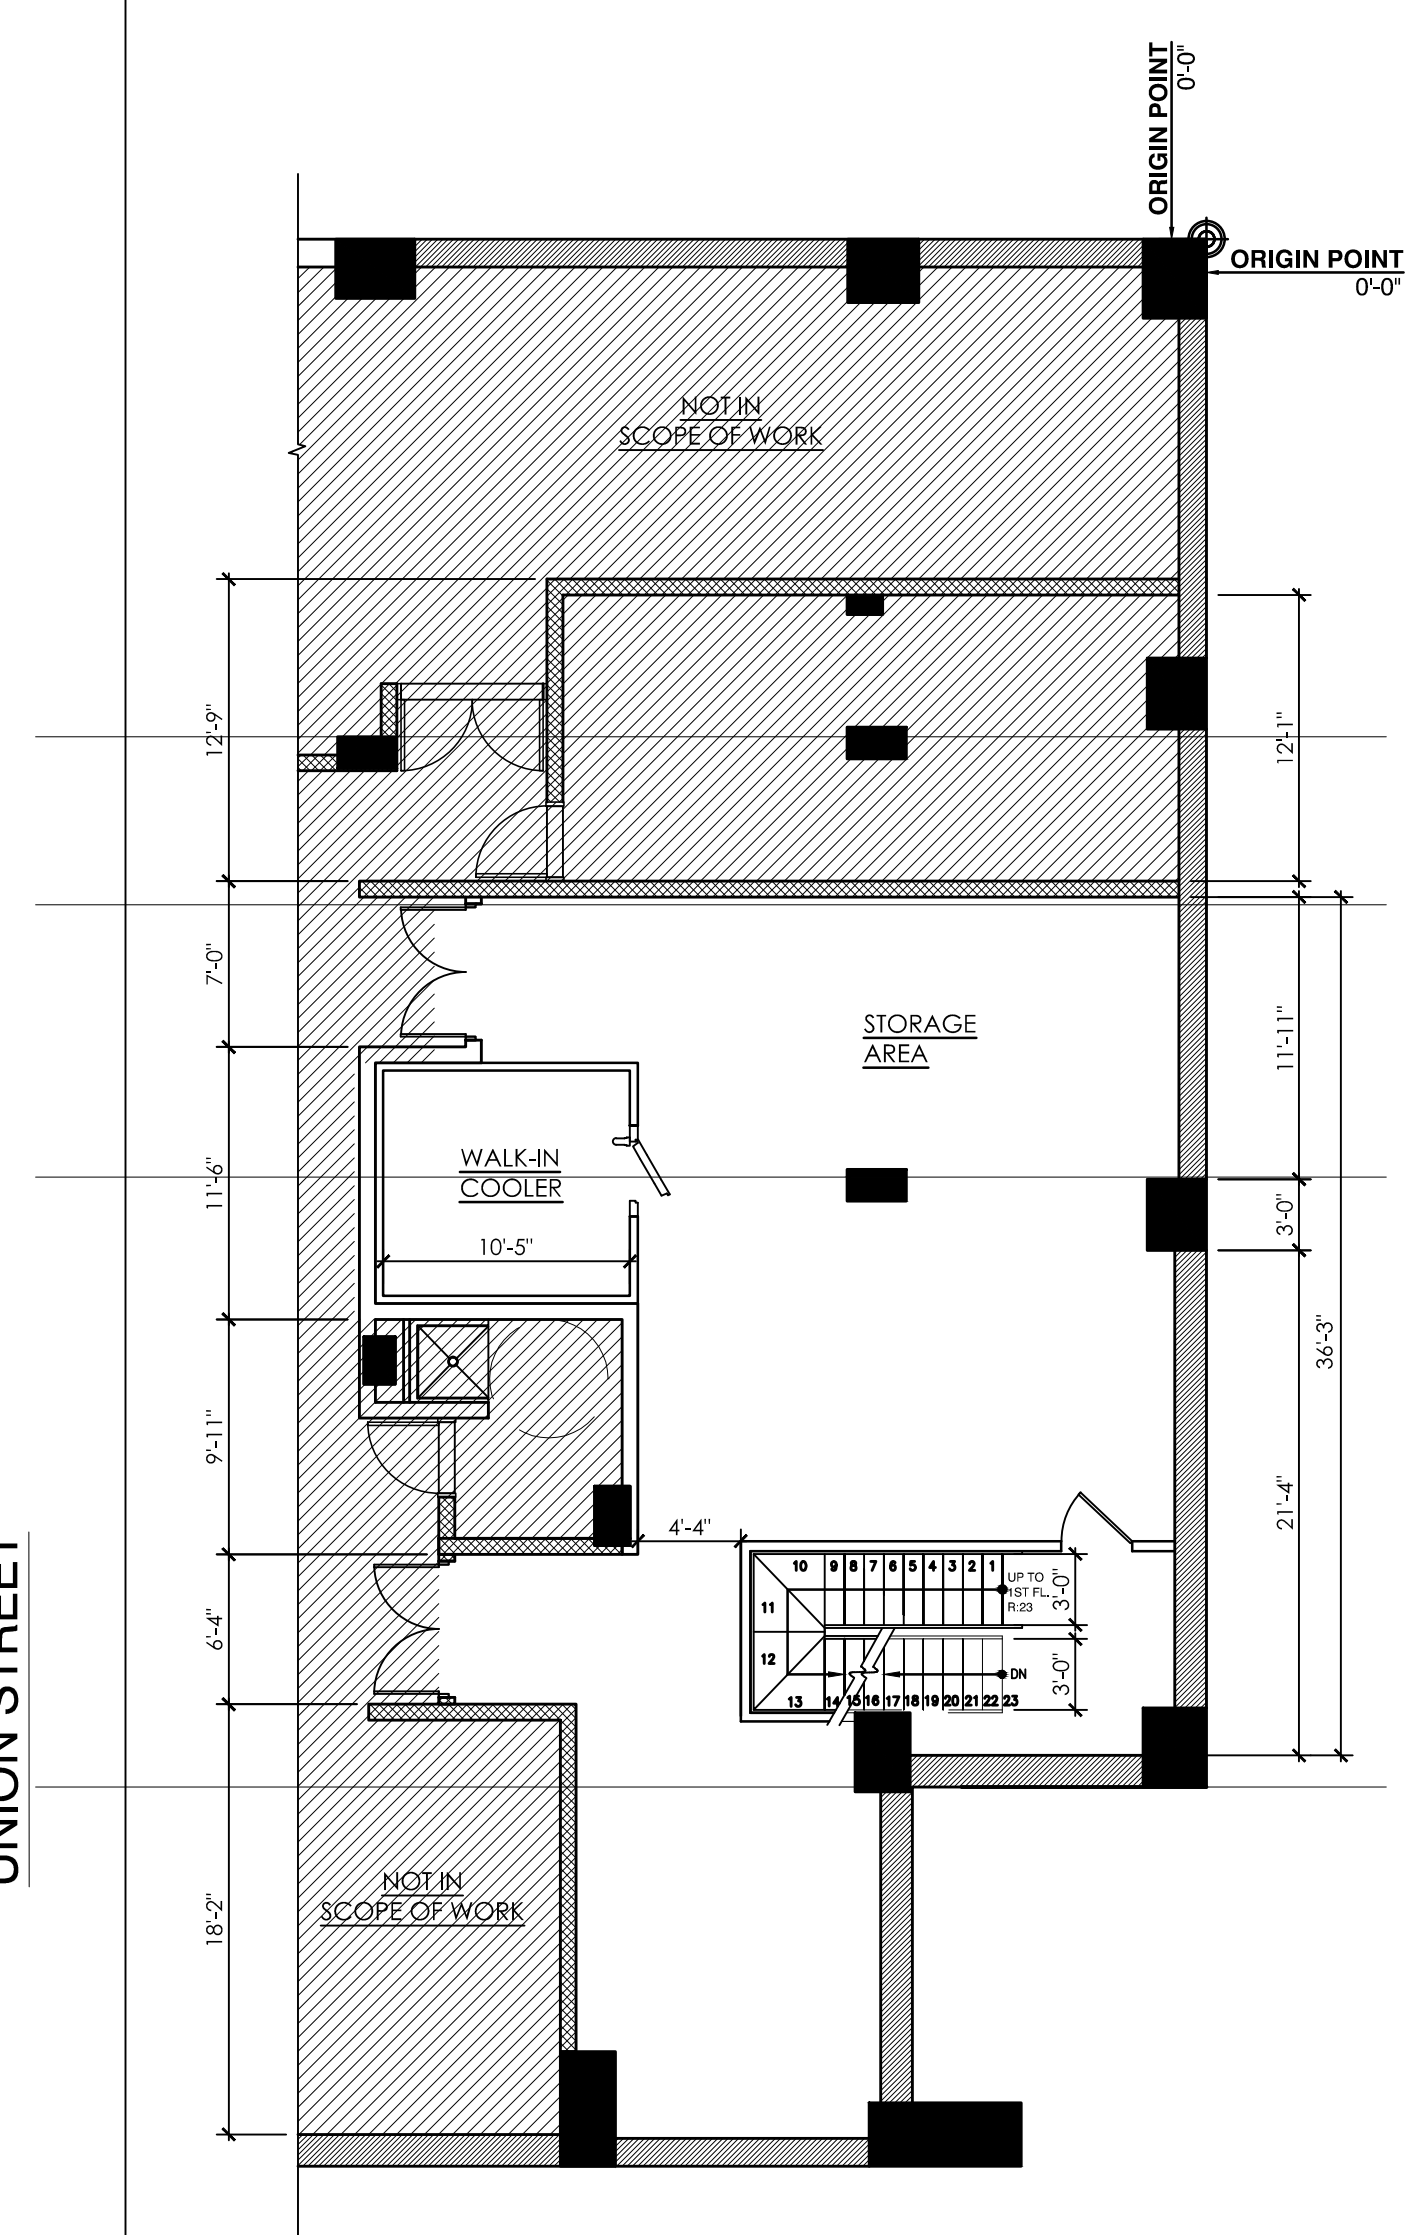 ORIGIN POINT
0'-0"
ORIGIN POINT
0'-0"
NOT IN
SCOPE OF WORK
12'-9"
12'-1"
7'-0"
STORAGE
AREA
11'-11"
WALK-IN
COOLER
11'-6"
10'-5"
3'-0"
36'-3"
9'-11"
21'-4"
4'-4"
10 9 8 7 6 5 4 3 2 1
UP TO
1ST FL.
R:23
3'-0"
11
12
DN
3'-0"
13 14 15 16 17 18 19 20 21 22 23
6'-4"
UNION STREET
NOT IN
SCOPE OF WORK
18'-2"